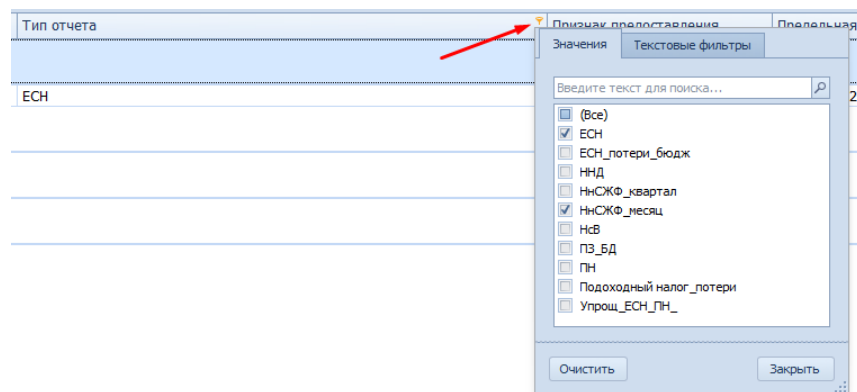 Тип отчета
Признак предоставления
Предельная
Значения
Текстовые фильтры
Введите текст для поиска...
(Все)
ЕСН
2
ЕСН
ЕСН_потери_бюдж
ННД
НнСЖФ_квартал
НнСЖФ_месяц
НсВ
ПЗ_БД
ПН
Подоходный налог_потери
Упрощ_ЕСН_ПН_
Очистить
Закрыть